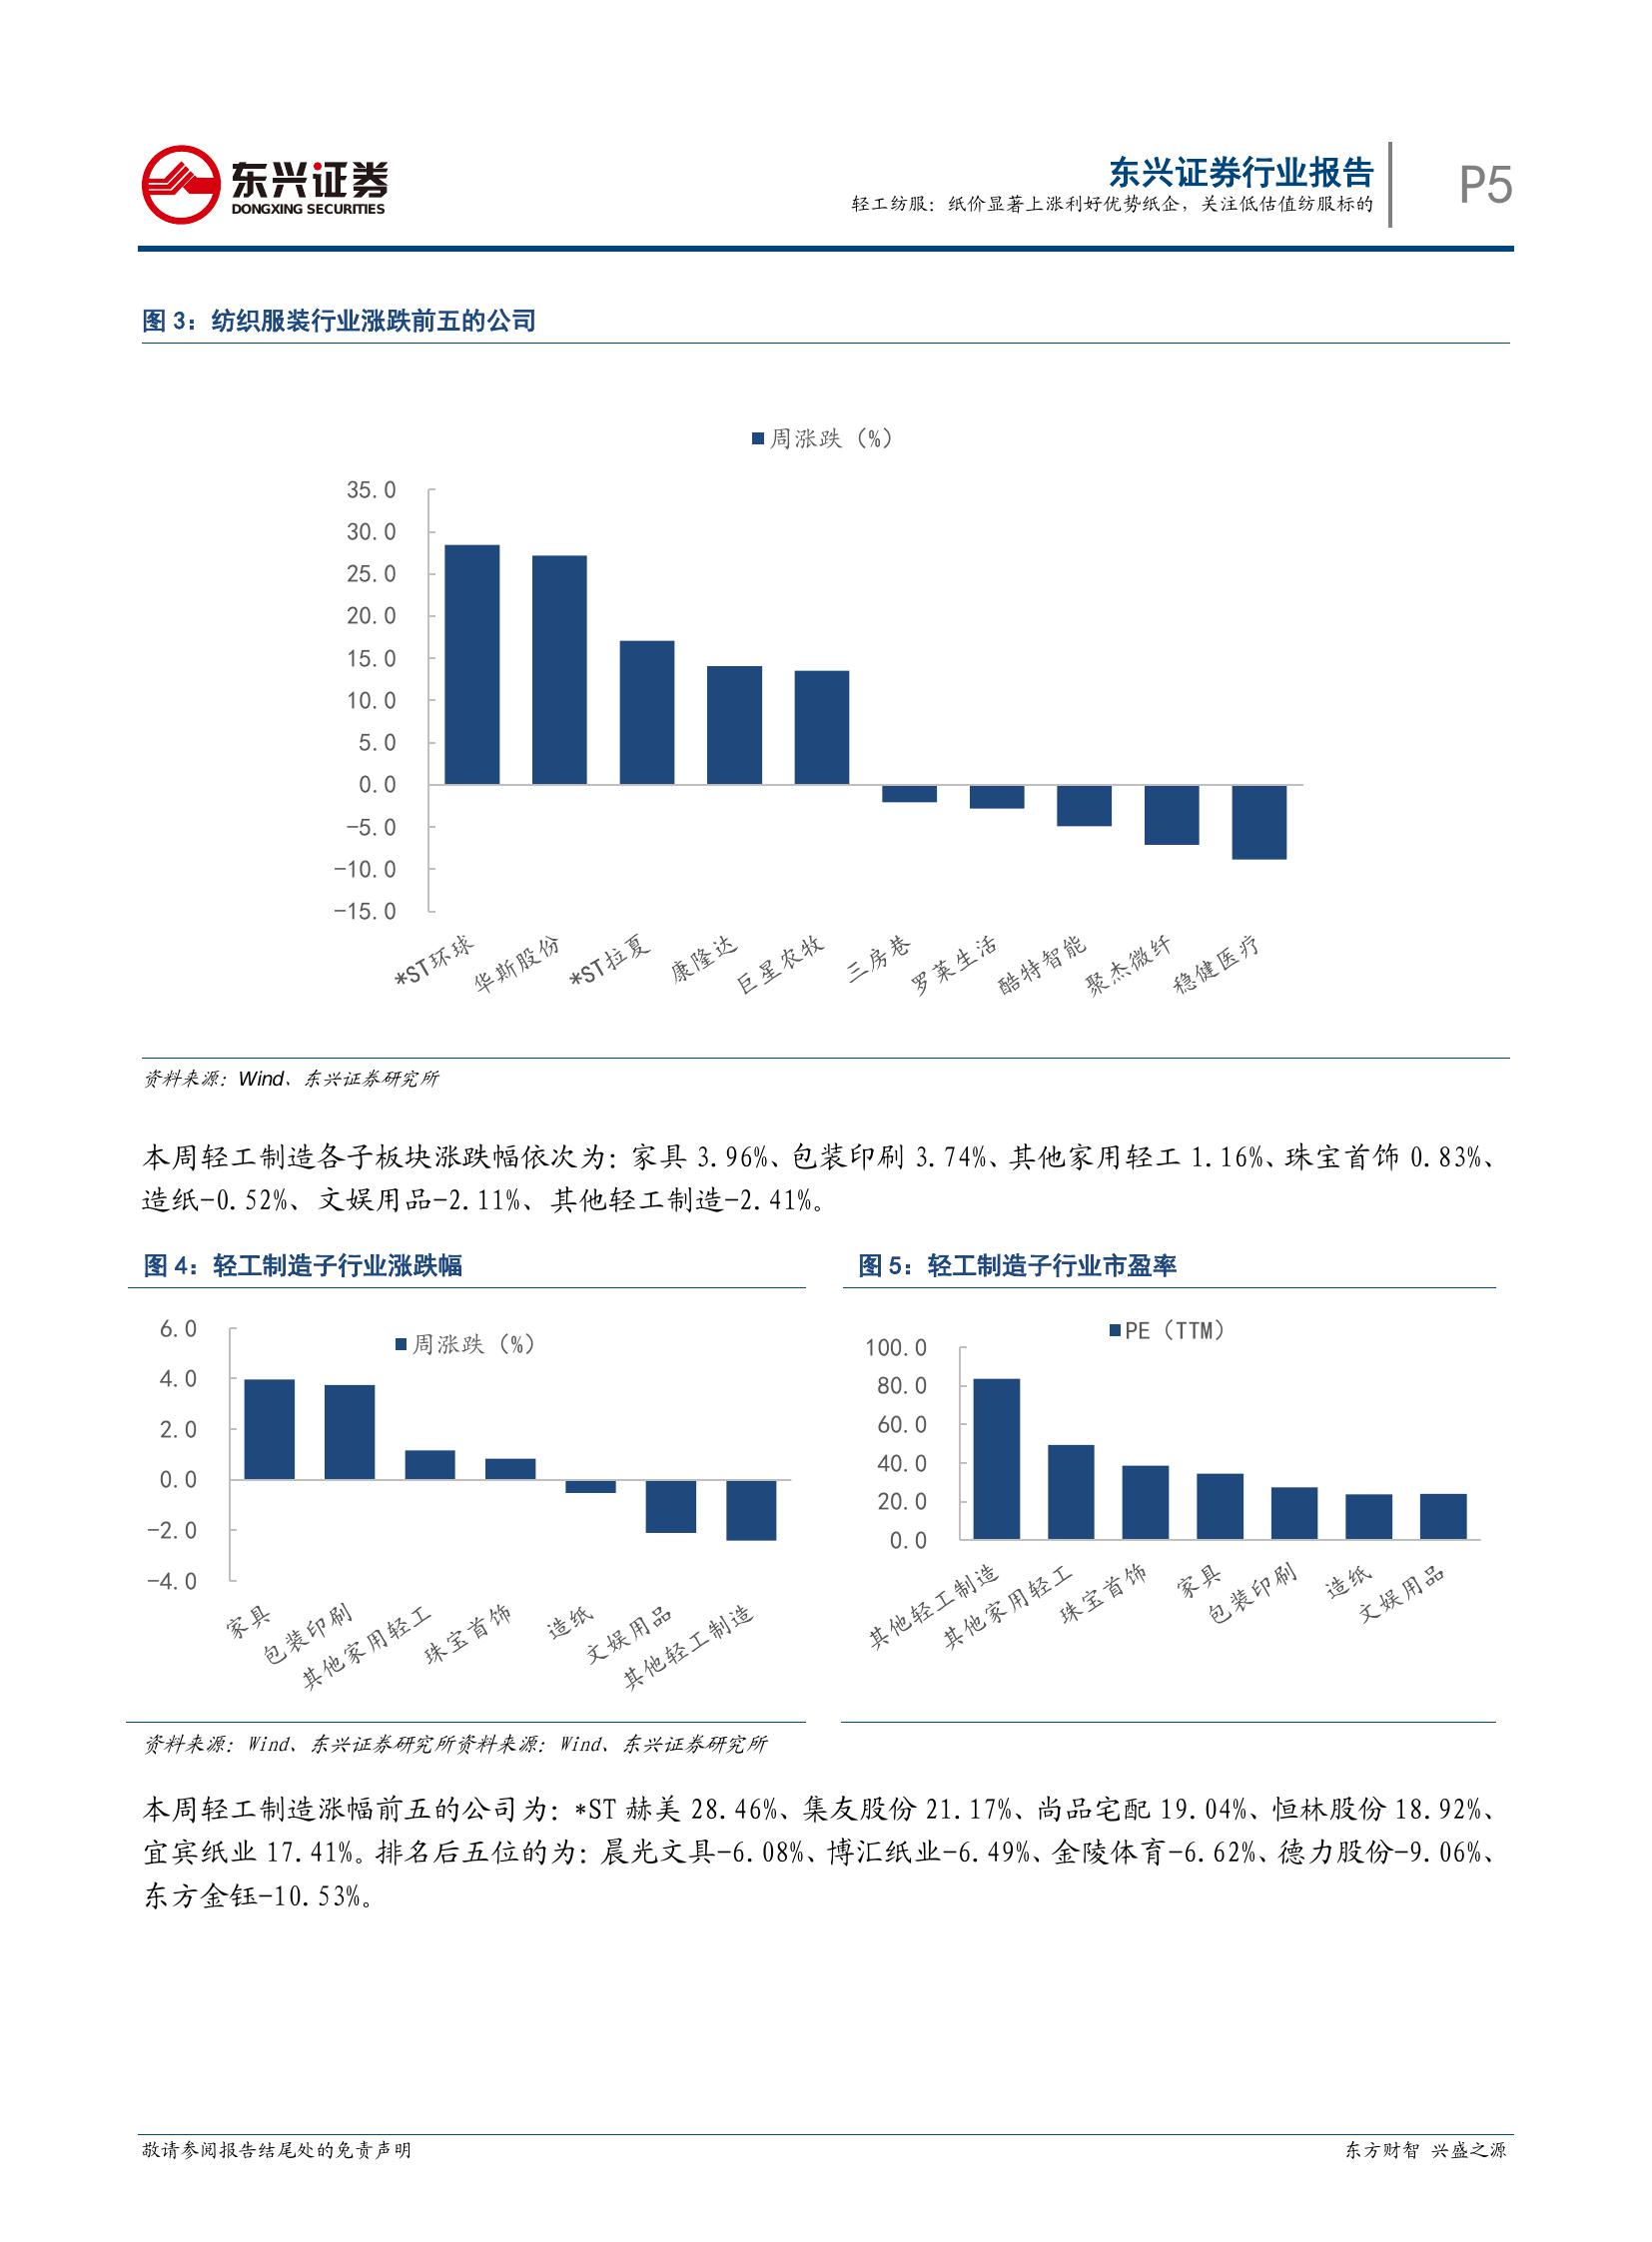 东兴证券
DONGXING SECURITIES
东兴证券行业报告
轻工纺服：纸价显著上涨利好优势纸企，关注低估值纺服标的
P5
图 3：纺织服装行业涨跌前五的公司
周涨跌（%）
35.0
30.0
25.0
20.0
15.0
10.0
5.0
0.0
-5.0
-10.0
-15.0
*ST环球
华斯股份
*ST拉夏
康隆达
巨星农牧
三房巷
罗莱生活
酷特智能
聚杰微纤
稳健医疗
资料来源：Wind、东兴证券研究所
本周轻工制造各子板块涨跌幅依次为：家具 3.96%、包装印刷 3.74%、其他家用轻工 1.16%、珠宝首饰 0.83%、
造纸-0.52%、文娱用品-2.11%、其他轻工制造-2.41%。
图 4：轻工制造子行业涨跌幅
周涨跌（%）
6.0
4.0
2.0
0.0
-2.0
-4.0
家具
包装印刷
其他家用轻工
珠宝首饰
造纸
文娱用品
其他轻工制造
图 5：轻工制造子行业市盈率
PE（TTM）
100.0
80.0
60.0
40.0
20.0
0.0
其他轻工制造
其他家用轻工
珠宝首饰
家具
包装印刷
造纸
文娱用品
资料来源：Wind、东兴证券研究所资料来源：Wind、东兴证券研究所
本周轻工制造涨幅前五的公司为：*ST 赫美 28.46%、集友股份 21.17%、尚品宅配 19.04%、恒林股份 18.92%、
宜宾纸业 17.41%。排名后五位的为：晨光文具-6.08%、博汇纸业-6.49%、金陵体育-6.62%、德力股份-9.06%、
东方金钰-10.53%。
敬请参阅报告结尾处的免责声明
东方财智 兴盛之源